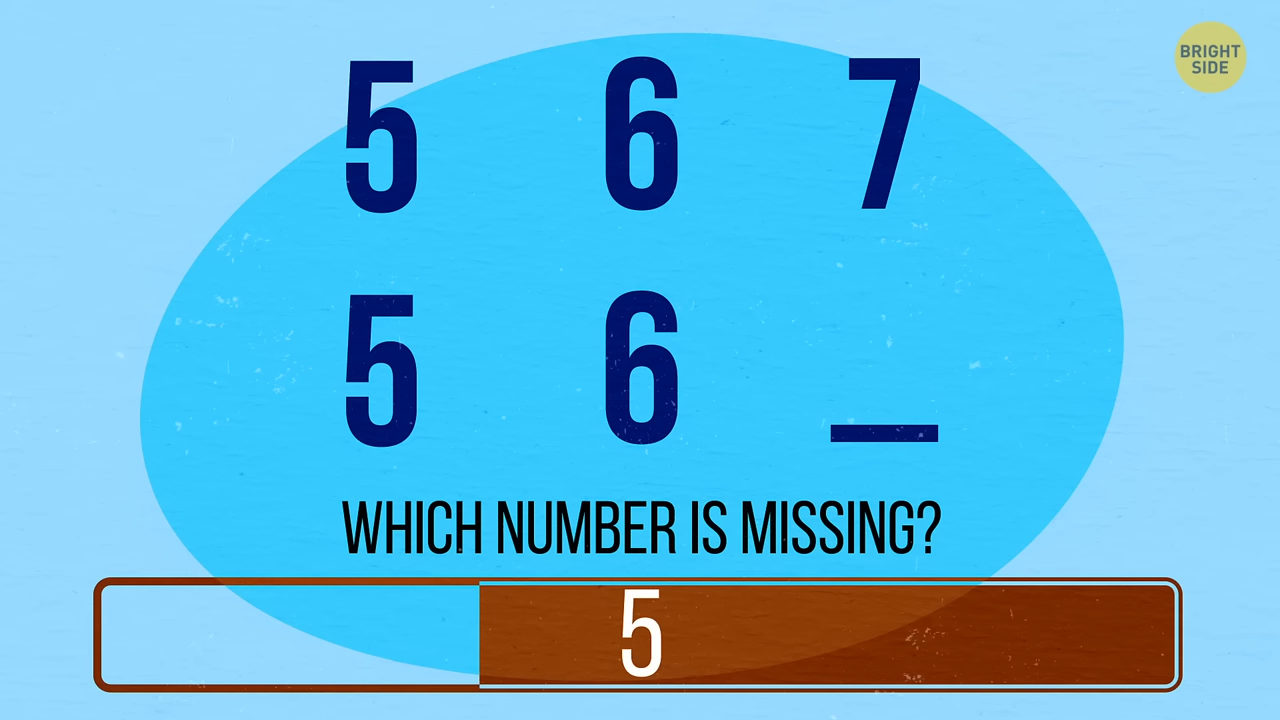 BRIGHT
SIDE
5 6 7
5 6 _
WHICH NUMBER IS MISSING?
5